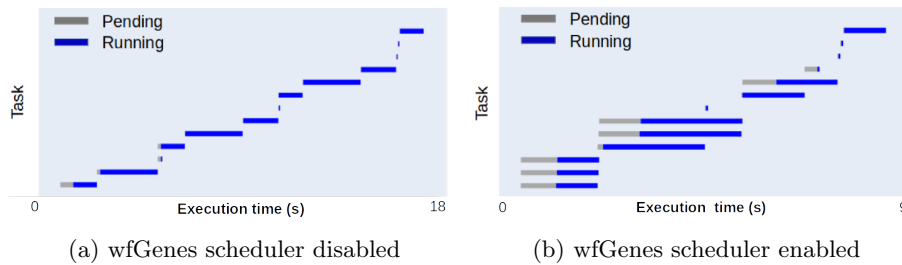 Pending
Running
Task
0
Execution time (s)
18
(a) wfGenes scheduler disabled
Pending
Running
Task
0
Execution time (s)
9
(b) wfGenes scheduler enabled